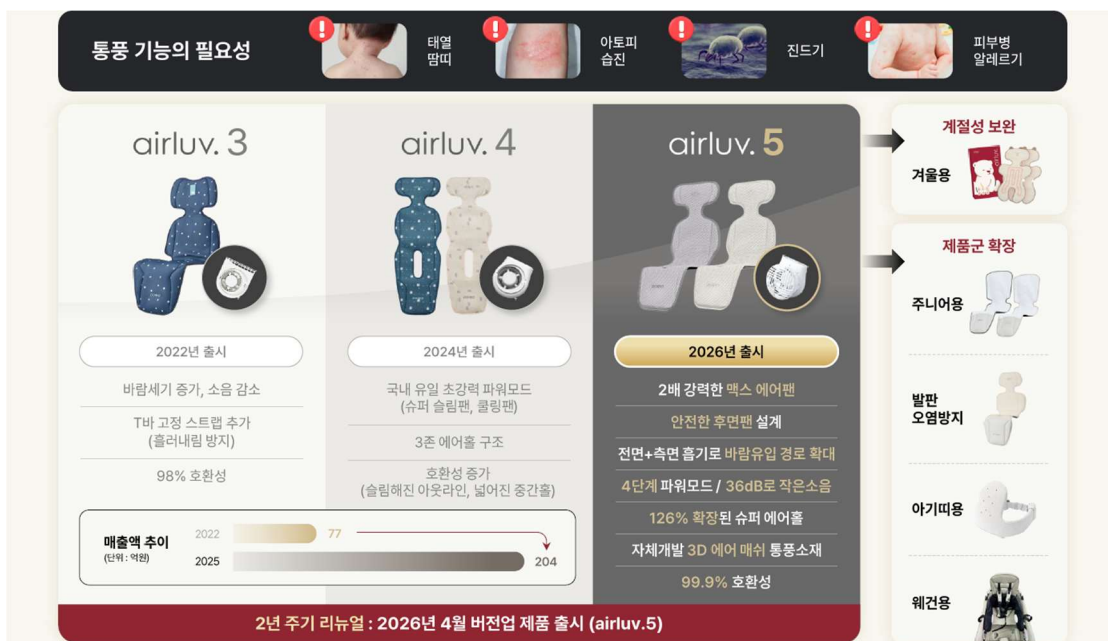 통풍 기능의 필요성
태열
땀띠
아토피
습진
진드기
피부병
알레르기
airluv. 3
2022년 출시
바람세기 증가, 소음 감소
T바 고정 스트랩 추가
(흘러내림 방지)
98% 호환성
airluv. 4
2024년 출시
국내 유일 초강력 파워모드
(슈퍼 슬림팬, 쿨링팬)
3존 에어홀 구조
호환성 증가
(슬림해진 아웃라인, 넓어진 중간홀)
airluv. 5
2026년 출시
2배 강력한 맥스 에어팬
안전한 후면팬 설계
전면+측면 흡기로 바람유입 경로 확대
4단계 파워모드 / 36dB로 작은소음
126% 확장된 슈퍼 에어홀
자체개발 3D 에어 매쉬 통풍소재
99.9% 호환성
매출액 추이
(단위 : 억원)
2022 77
2025 204
2년 주기 리뉴얼 : 2026년 4월 버전업 제품 출시 (airluv.5)
계절성 보완
겨울용
airluv
제품군 확장
주니어용
발판
오염방지
아기띠용
웨건용